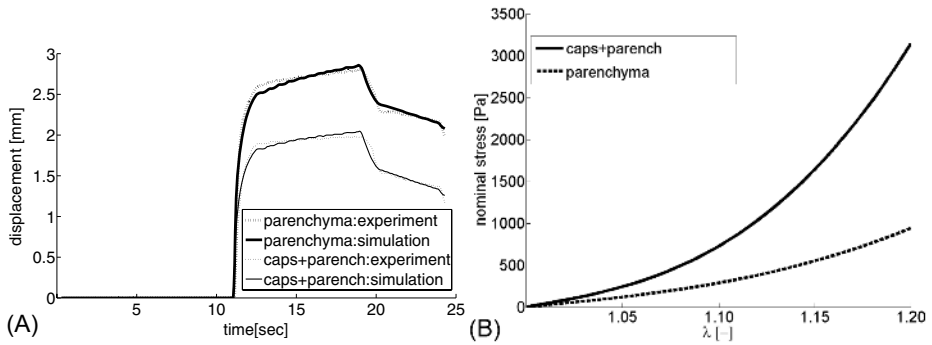 3
2.5
2
1.5
1
0.5
0
displacement [mm]
parenchyma:experiment
parenchyma:simulation
caps+parench:experiment
caps+parench:simulation
0 5 10 15 20 25
time[sec]
(A)
3500
3000
2500
2000
1500
1000
500
0
nominal stress [Pa]
caps+parench
parenchyma
1.05 1.10 1.15 1.20
λ [–]
(B)